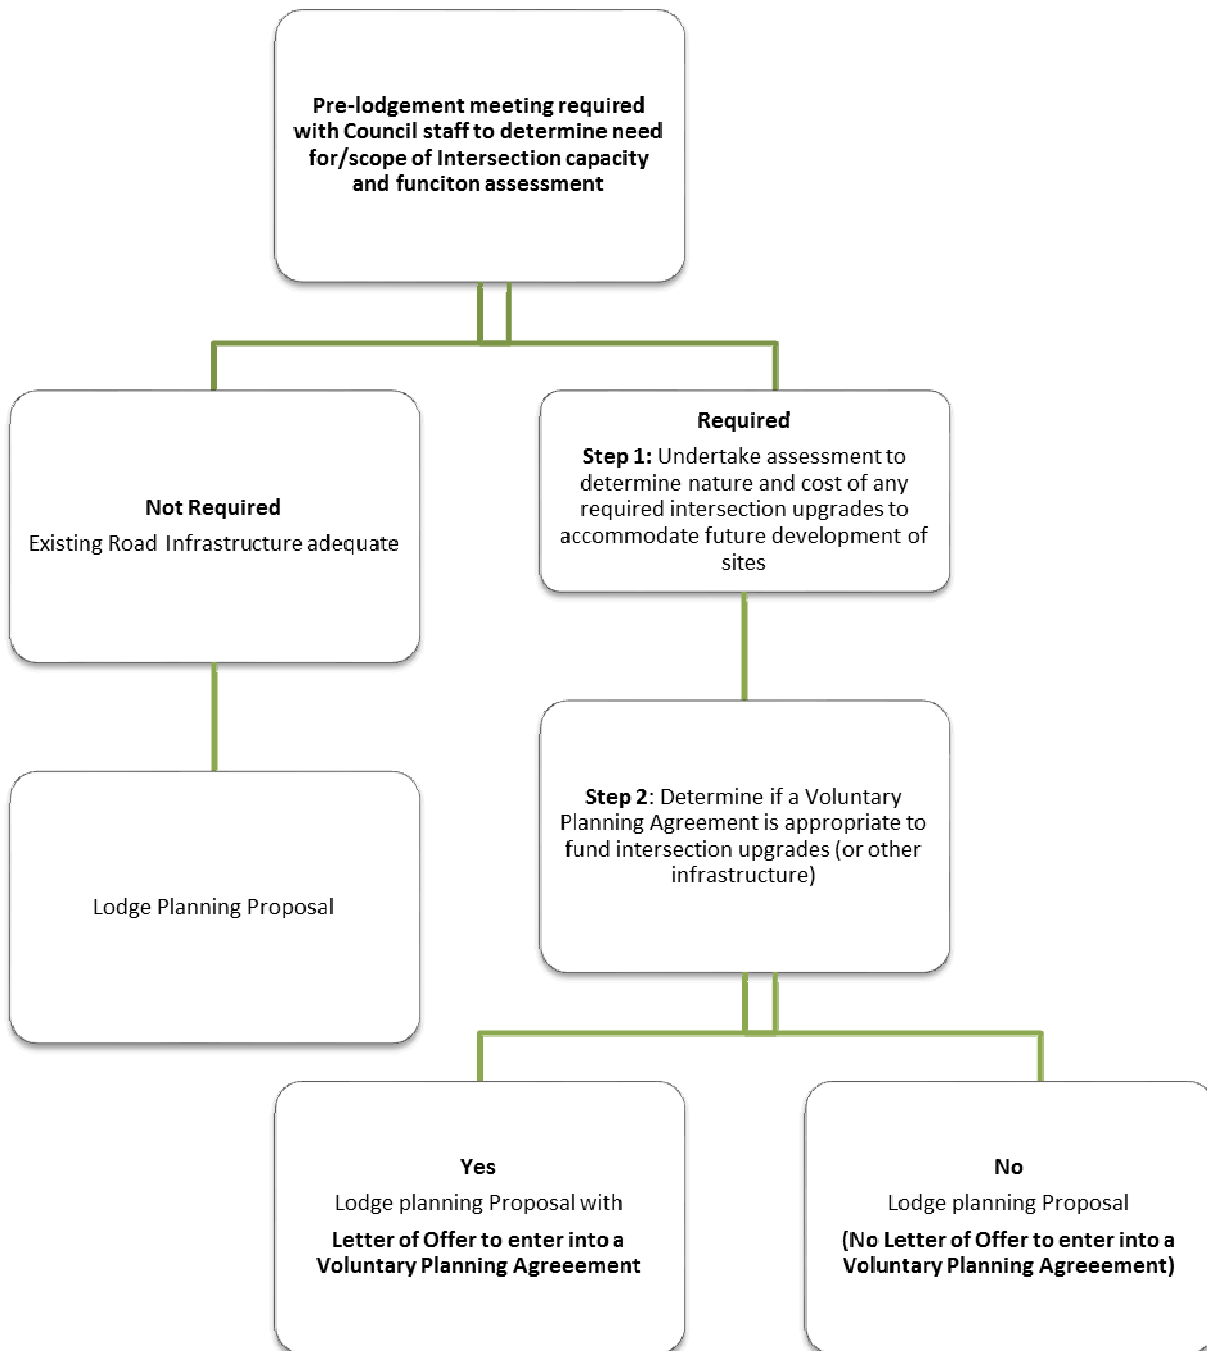 Pre-lodgement meeting required
with Council staff to determine need
for/scope of Intersection capacity
and funciton assessment
Not Required
Existing Road Infrastructure adequate
Required
Step 1: Undertake assessment to
determine nature and cost of any
required intersection upgrades to
accommodate future development of
sites
Lodge Planning Proposal
Step 2: Determine if a Voluntary
Planning Agreement is appropriate to
fund intersection upgrades (or other
infrastructure)
Yes
Lodge planning Proposal with
Letter of Offer to enter into a
Voluntary Planning Agreeement
No
Lodge planning Proposal
(No Letter of Offer to enter into a
Voluntary Planning Agreeement)